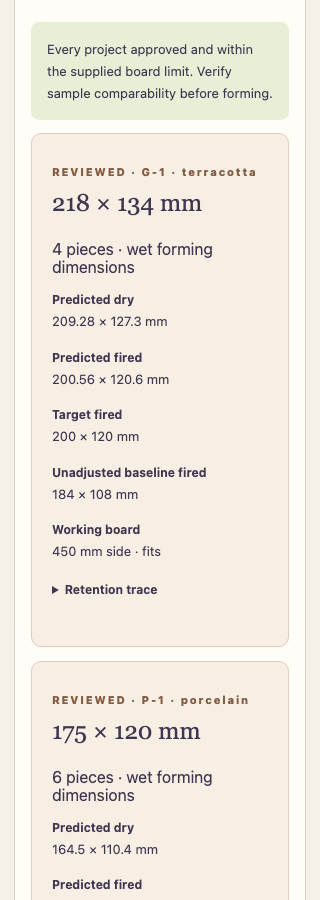 Every project approved and within
the supplied board limit. Verify
sample comparability before forming.
REVIEWED · G-1 · terracotta
218 × 134 mm
4 pieces · wet forming
dimensions
Predicted dry
209.28 × 127.3 mm
Predicted fired
200.56 × 120.6 mm
Target fired
200 × 120 mm
Unadjusted baseline fired
184 × 108 mm
Working board
450 mm side · fits
▶ Retention trace
REVIEWED · P-1 · porcelain
175 × 120 mm
6 pieces · wet forming
dimensions
Predicted dry
164.5 × 110.4 mm
Predicted fired